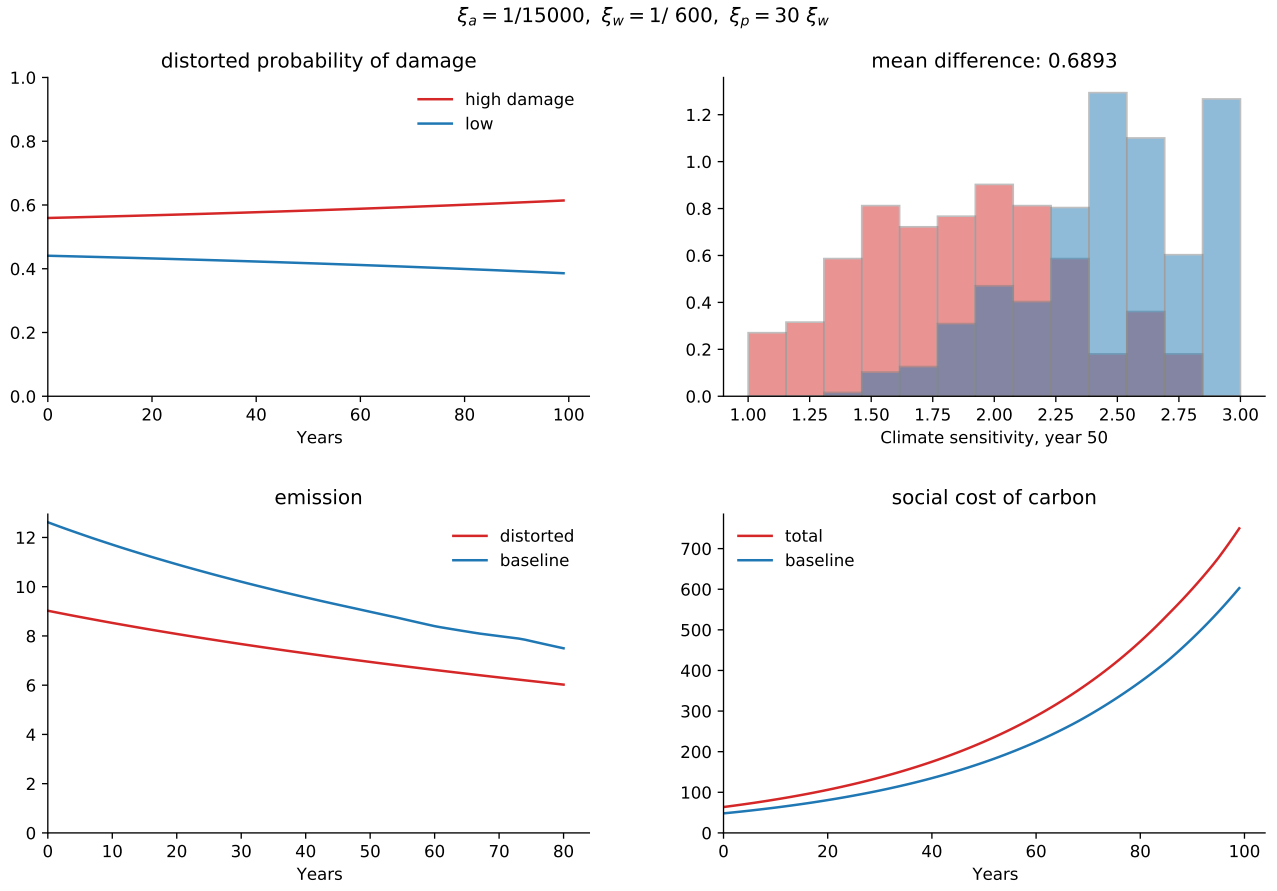 ξ_a = 1/15000, ξ_w = 1/ 600, ξ_p = 30 ξ_w
distorted probability of damage
1.0
0.8
0.6
0.4
0.2
0.0
high damage
low
0 20 40 60 80 100
Years
mean difference: 0.6893
1.2
1.0
0.8
0.6
0.4
0.2
0.0
1.00 1.25 1.50 1.75 2.00 2.25 2.50 2.75 3.00
Climate sensitivity, year 50
emission
12
10
8
6
4
2
0
distorted
baseline
0 10 20 30 40 50 60 70 80
Years
social cost of carbon
total
baseline
700
600
500
400
300
200
100
0
0 20 40 60 80 100
Years